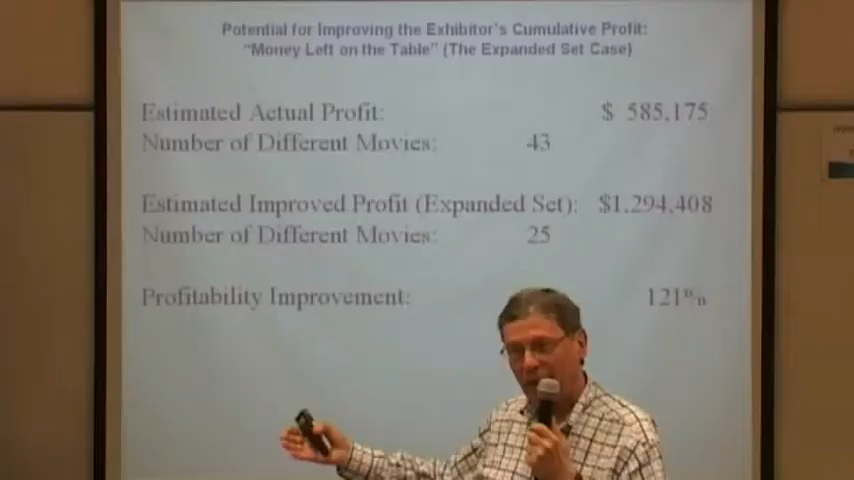 Potential for Improving the Exhibitor's Cumulative Profit:
"Money Left on the Table" (The Expanded Set Case)
Estimated Actual Profit: $ 585,175
Number of Different Movies: 43
Estimated Improved Profit (Expanded Set): $1,294,408
Number of Different Movies: 25
Profitability Improvement: 121%